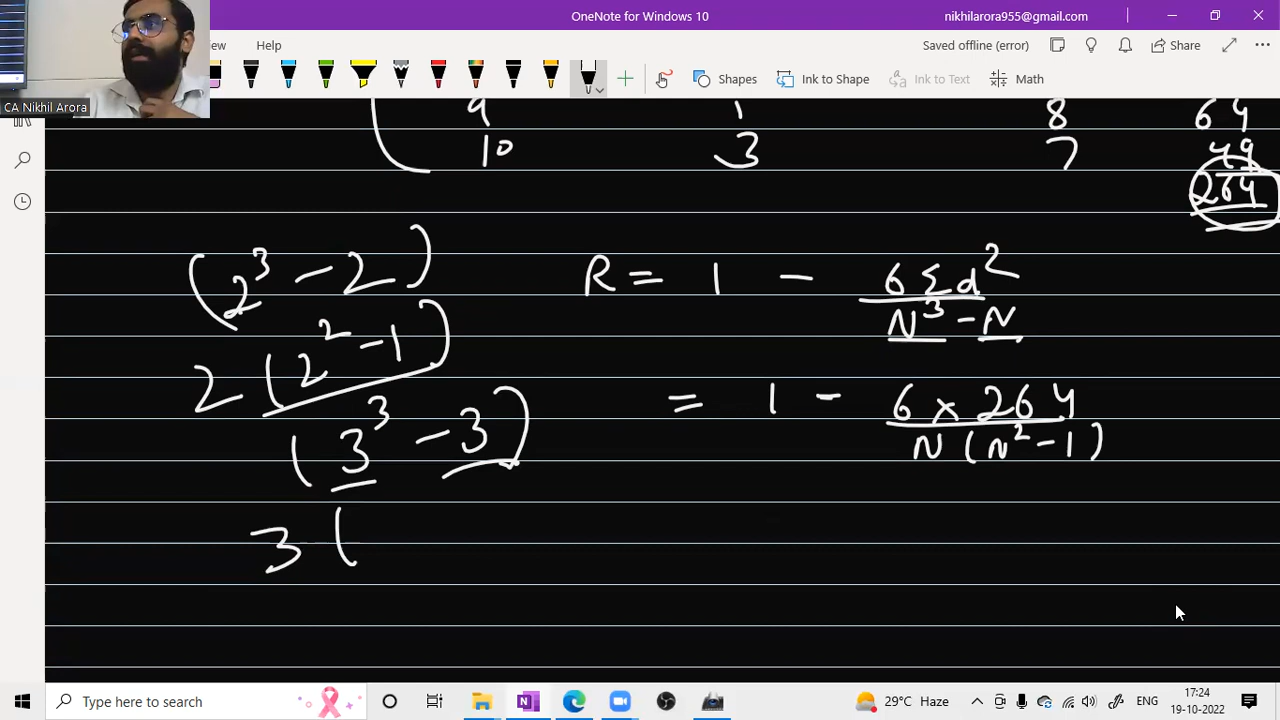 OneNote for Windows 10
nikhilarora955@gmail.com
ew Help
Saved offline (error)
Share
Shapes
Ink to Shape
Ink to Text
Math
CA Nikhil Arora
9 1 8 64
10 3 7 49
264
(2³ - 2)
2 (2² - 1)
(3³ - 3)
3 (
R = 1 - 6Σd² / N³ - N
= 1 - 6 × 264 / N (N² - 1)
Type here to search
29°C Haze
ENG
17:24
19-10-2022